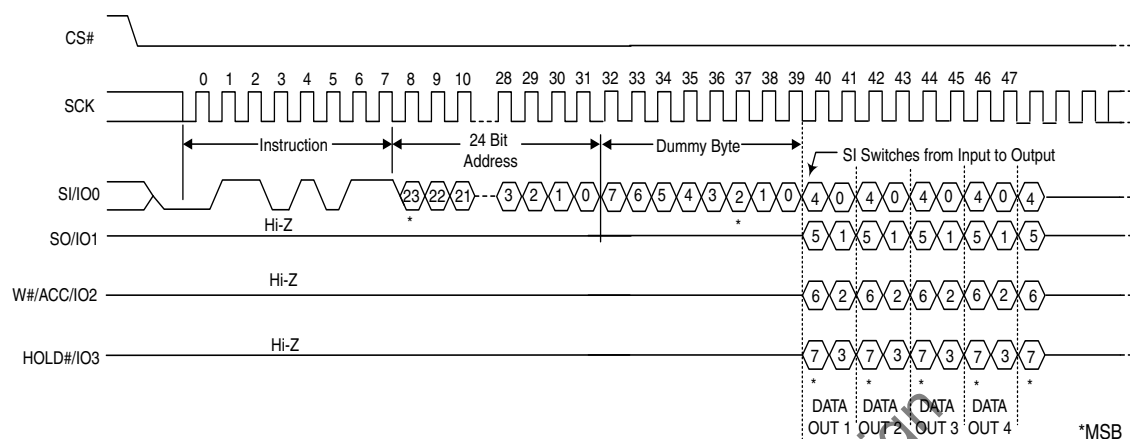 CS#
0 1 2 3 4 5 6 7 8 9 10 28 29 30 31 32 33 34 35 36 37 38 39 40 41 42 43 44 45 46 47
SCK
Instruction
24 Bit
Address
Dummy Byte
SI Switches from Input to Output
SI/IO0
23 22 21 3 2 1 0 7 6 5 4 3 2 1 0 4 0 4 0 4 0 4 0 4
* *
Hi-Z
SO/IO1
5 1 5 1 5 1 5 1 5
Hi-Z
W#/ACC/IO2
6 2 6 2 6 2 6 2 6
Hi-Z
HOLD#/IO3
7 3 7 3 7 3 7 3 7
* * * * *
DATA DATA DATA DATA
OUT 1 OUT 2 OUT 3 OUT 4
*MSB